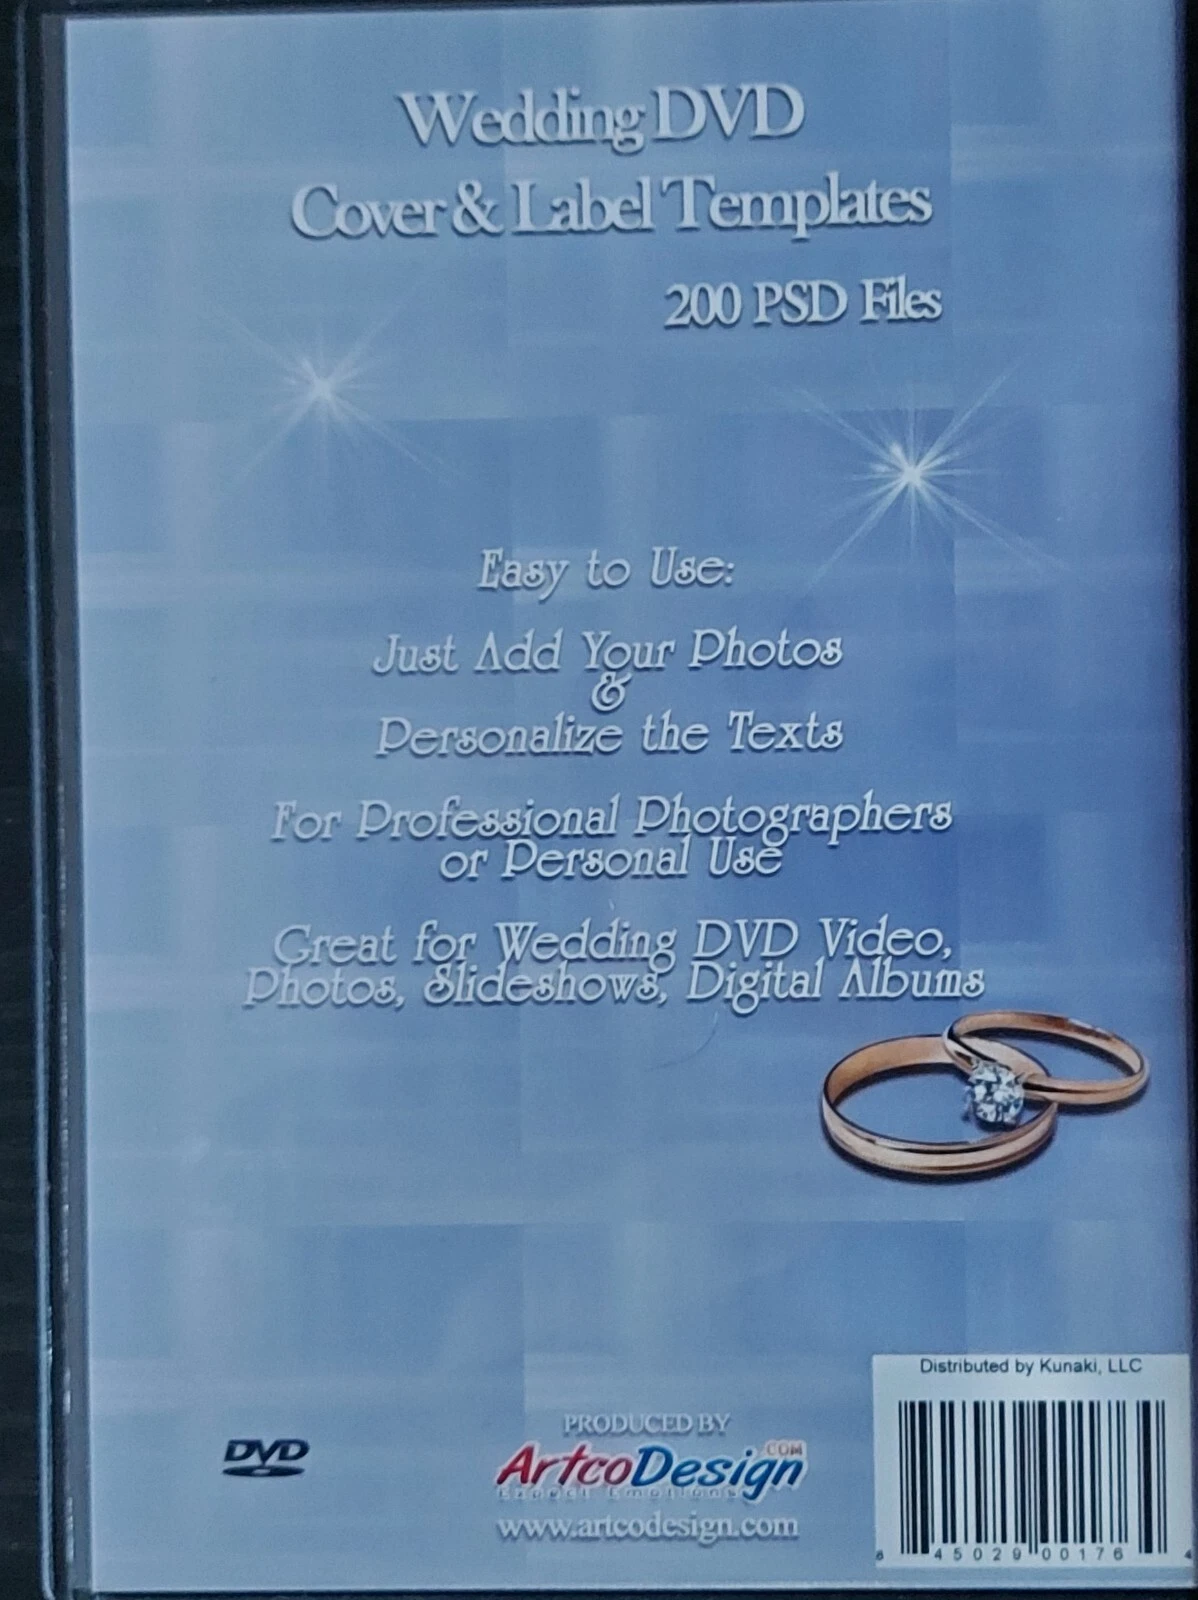 Wedding DVD
Cover & Label Templates
200 PSD Files
Easy to Use:
Just Add Your Photos
&
Personalize the Texts
For Professional Photographers
or Personal Use
Great for Wedding DVD Video,
Photos, Slideshows, Digital Albums
Distributed by Kunaki, LLC
6 45029 00176 4
DVD
PRODUCED BY
ArtcoDesign.COM
Expect Emotions
www.artcodesign.com